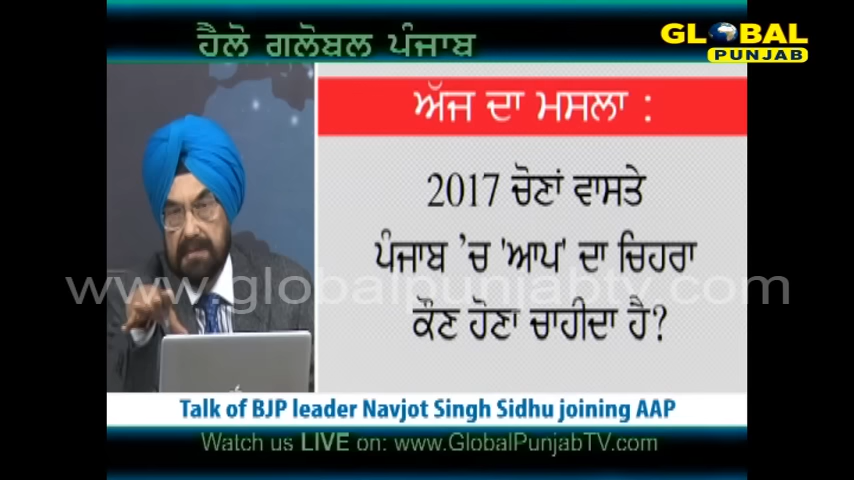 ਹੈਲੋ ਗਲੋਬਲ ਪੰਜਾਬ
GLOBAL
PUNJAB
ਅੱਜ ਦਾ ਮਸਲਾ :
2017 ਚੋਣਾਂ ਵਾਸਤੇ
ਪੰਜਾਬ ’ਚ 'ਆਪ' ਦਾ ਚਿਹਰਾ
www.globalpunjabtv.com
ਕੌਣ ਹੋਣਾ ਚਾਹੀਦਾ ਹੈ?
Talk of BJP leader Navjot Singh Sidhu joining AAP
Watch us LIVE on: www.GlobalPunjabTV.com